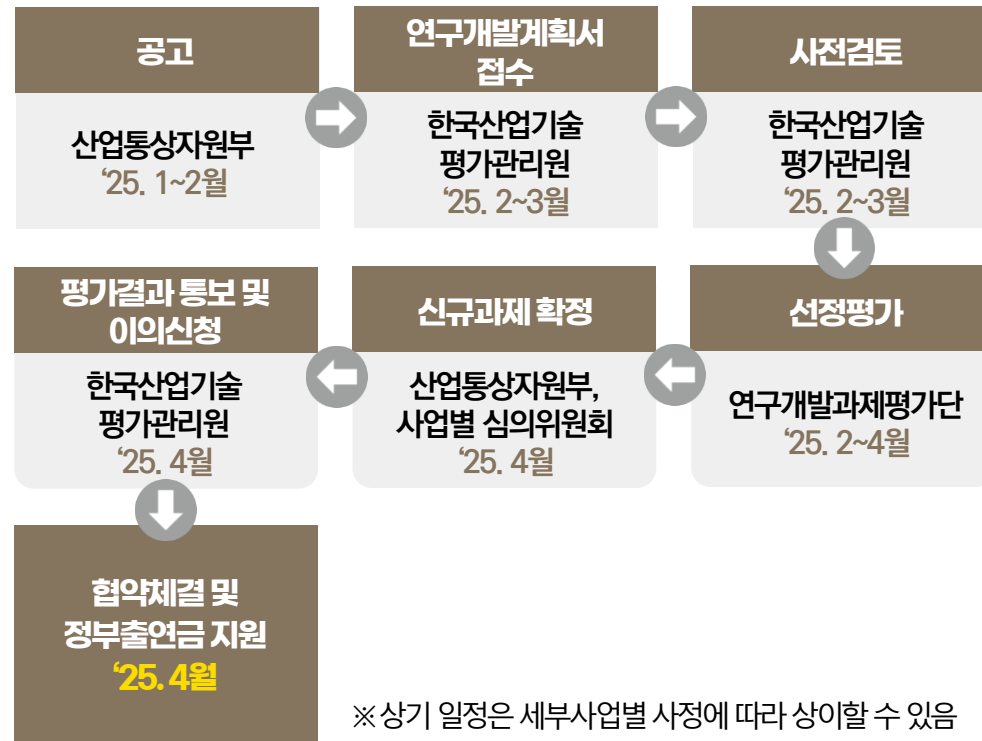 공고
산업통상자원부
‘25. 1~2월
연구개발계획서
접수
한국산업기술
평가관리원
‘25. 2~3월
사전검토
한국산업기술
평가관리원
‘25. 2~3월
선정평가
연구개발과제평가단
‘25. 2~4월
신규과제 확정
산업통상자원부,
사업별 심의위원회
‘25. 4월
평가결과 통보 및
이의신청
한국산업기술
평가관리원
‘25. 4월
협약체결 및
정부출연금 지원
‘25. 4월
※ 상기 일정은 세부사업별 사정에 따라 상이할 수 있음